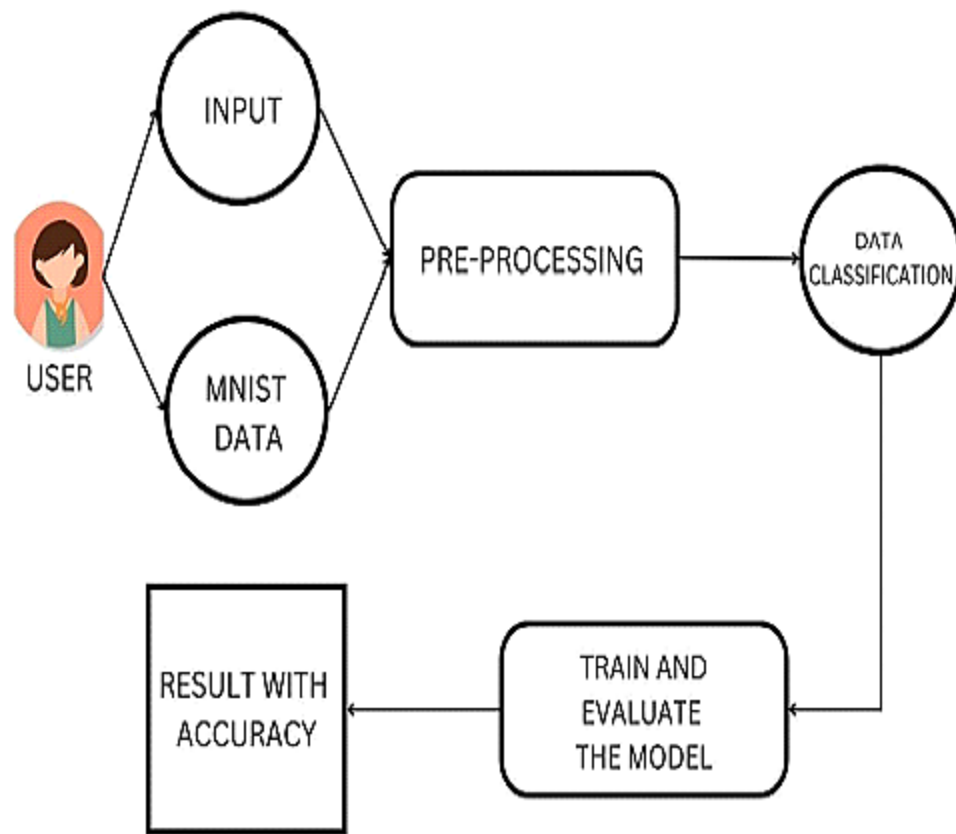 INPUT
USER
MNIST
DATA
PRE-PROCESSING
DATA
CLASSIFICATION
TRAIN AND
EVALUATE
THE MODEL
RESULT WITH
ACCURACY